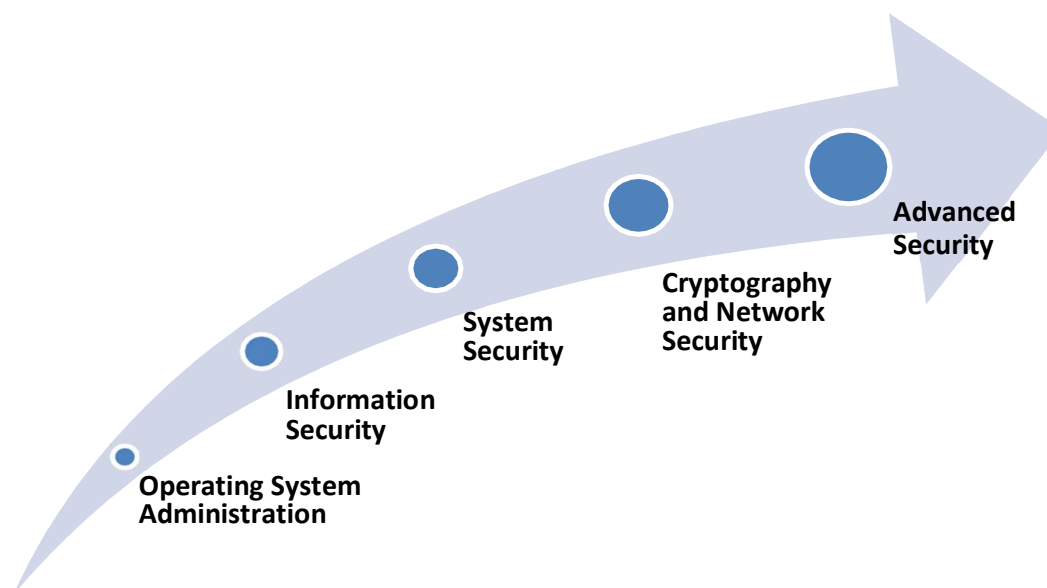 Operating System
Administration
Information
Security
System
Security
Cryptography
and Network
Security
Advanced
Security